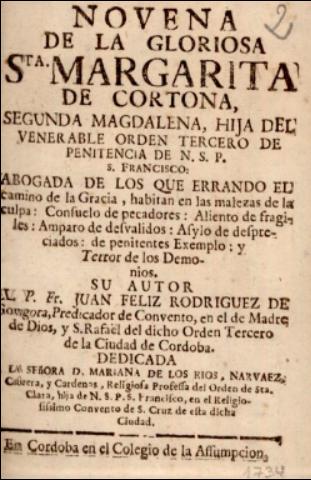 2
NOVENA
DE LA GLORIOSA
STA. MARGARITA
DE CORTONA,
SEGUNDA MAGDALENA, HIJA DEL
VENERABLE ORDEN TERCERO DE
PENITENCIA DE N. S. P.
S. FRANCISCO:
ABOGADA DE LOS QUE ERRANDO EL
camino de la Gracia, habitan en las malezas de la
culpa: Consuelo de pecadores: Aliento de fragi-
les: Amparo de desvalidos: Asylo de despre-
ciados: de penitentes Exemplo: y
Terror de los Demo-
nios.
SU AUTOR
EL P. Fr. JUAN FELIZ RODRIGUEZ DE
Gongora, Predicador de Convento, en el de Madre
de Dios, y S. Rafaèl del dicho Orden Tercero
de la Ciudad de Cordoba.
DEDICADA
LA SEÑORA D. MARIANA DE LOS RIOS, NARVAEZ,
Cabrera, y Cardenas, Religiosa Professa del Orden de Sta.
Clara, hija de N. S. P. S. Francisco, en el Religio-
sissimo Convento de S. Cruz de esta dicha
Ciudad.
En Cordoba en el Colegio de la Assumpcion,
1734